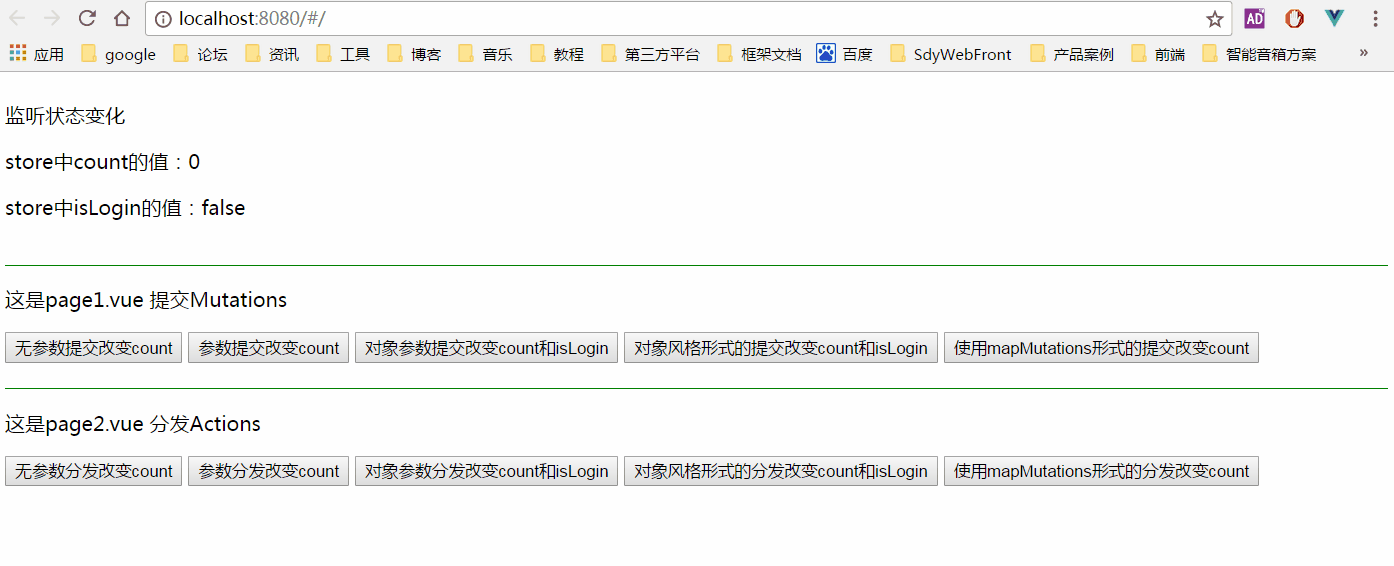 localhost:8080/#/
AD
应用 google 论坛 资讯 工具 博客 音乐 教程 第三方平台 框架文档 百度 SdyWebFront 产品案例 前端 智能音箱方案 »
监听状态变化
store中count的值：0
store中isLogin的值：false
这是page1.vue 提交Mutations
无参数提交改变count 参数提交改变count 对象参数提交改变count和isLogin 对象风格形式的提交改变count和isLogin 使用mapMutations形式的提交改变count
这是page2.vue 分发Actions
无参数分发改变count 参数分发改变count 对象参数分发改变count和isLogin 对象风格形式的分发改变count和isLogin 使用mapMutations形式的分发改变count